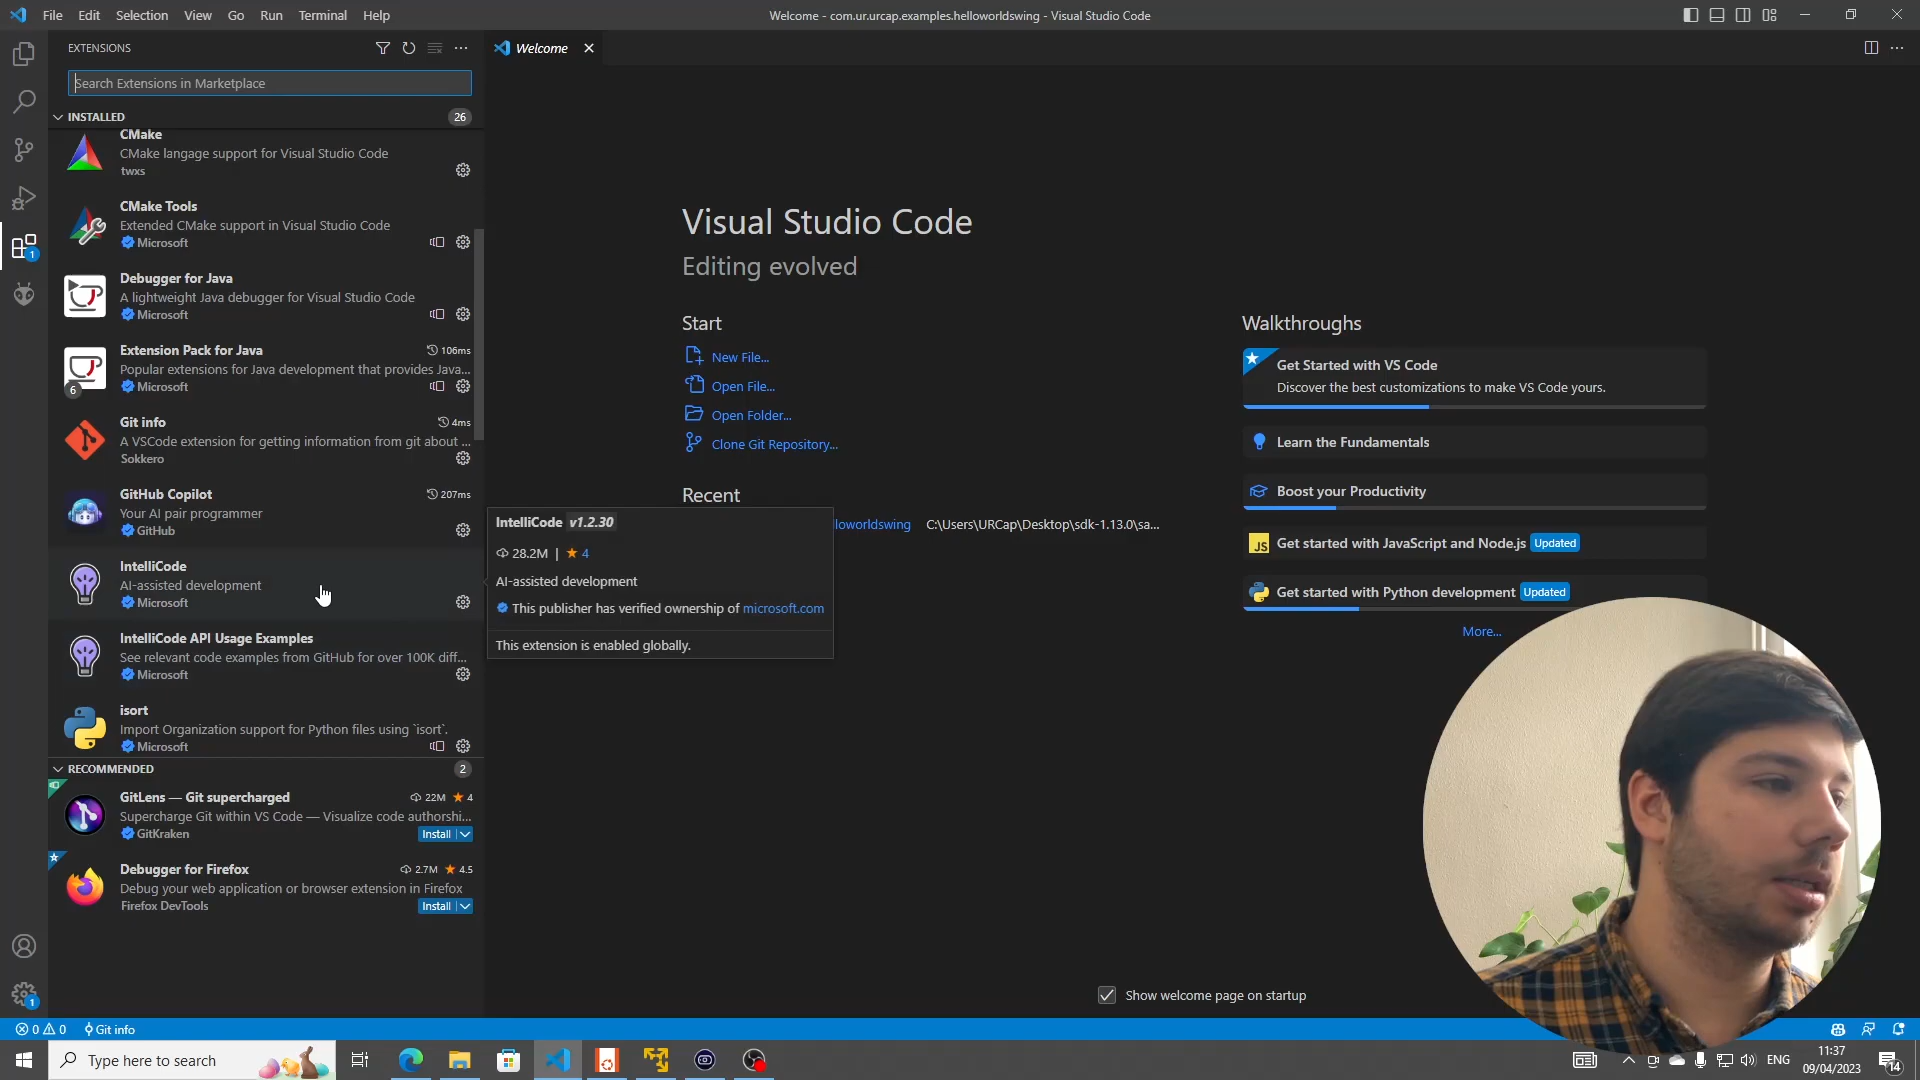 File Edit Selection View Go Run Terminal Help
Welcome - com.ur.urcap.examples.helloworldswing - Visual Studio Code
EXTENSIONS
Search Extensions in Marketplace
INSTALLED 26
CMake
CMake langage support for Visual Studio Code
twxs
CMake Tools
Extended CMake support in Visual Studio Code
Microsoft
Debugger for Java
A lightweight Java debugger for Visual Studio Code
Microsoft
Extension Pack for Java 106ms
Popular extensions for Java development that provides Java...
Microsoft
6
Git info 4ms
A VSCode extension for getting information from git about ...
Sokkero
GitHub Copilot 207ms
Your AI pair programmer
GitHub
IntelliCode
AI-assisted development
Microsoft
IntelliCode API Usage Examples
See relevant code examples from GitHub for over 100K diff...
Microsoft
isort
Import Organization support for Python files using `isort`.
Microsoft
RECOMMENDED 2
GitLens — Git supercharged 22M 4
Supercharge Git within VS Code — Visualize code authorshi...
GitKraken Install
Debugger for Firefox 2.7M 4.5
Debug your web application or browser extension in Firefox
Firefox DevTools Install
1
1
Welcome
Visual Studio Code
Editing evolved
Start
New File...
Open File...
Open Folder...
Clone Git Repository...
Recent
loworldswing C:\Users\URCap\Desktop\sdk-1.13.0\sa...
IntelliCode v1.2.30
28.2M | 4
AI-assisted development
This publisher has verified ownership of microsoft.com
This extension is enabled globally.
Walkthroughs
Get Started with VS Code
Discover the best customizations to make VS Code yours.
Learn the Fundamentals
Boost your Productivity
JS Get started with JavaScript and Node.js Updated
Get started with Python development Updated
More...
Show welcome page on startup
0 0 Git info
Type here to search
ENG
11:37
09/04/2023
14